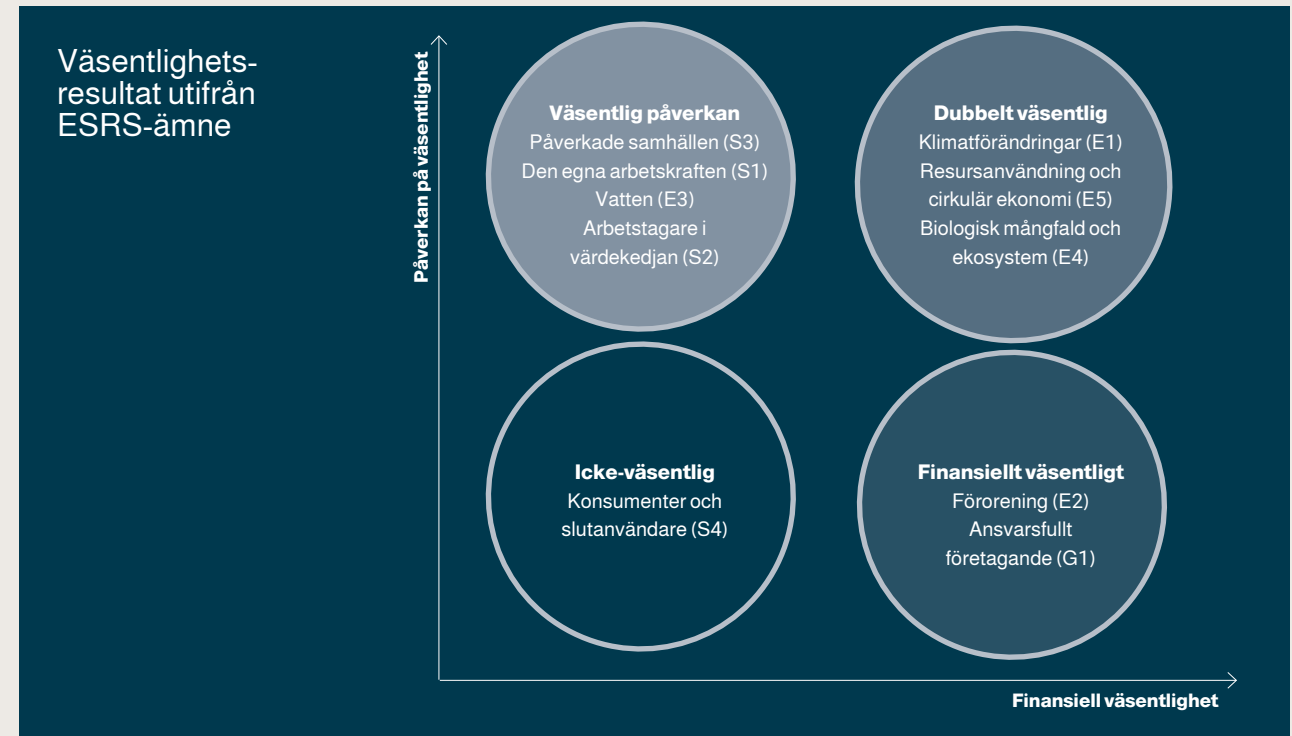 Väsentlighets-
resultat utifrån
ESRS-ämne
Påverkan på väsentlighet
Väsentlig påverkan
Påverkade samhällen (S3)
Den egna arbetskraften (S1)
Vatten (E3)
Arbetstagare i
värdekedjan (S2)
Dubbelt väsentlig
Klimatförändringar (E1)
Resursanvändning och
cirkulär ekonomi (E5)
Biologisk mångfald och
ekosystem (E4)
Icke-väsentlig
Konsumenter och
slutanvändare (S4)
Finansiellt väsentligt
Förorening (E2)
Ansvarsfullt
företagande (G1)
Finansiell väsentlighet